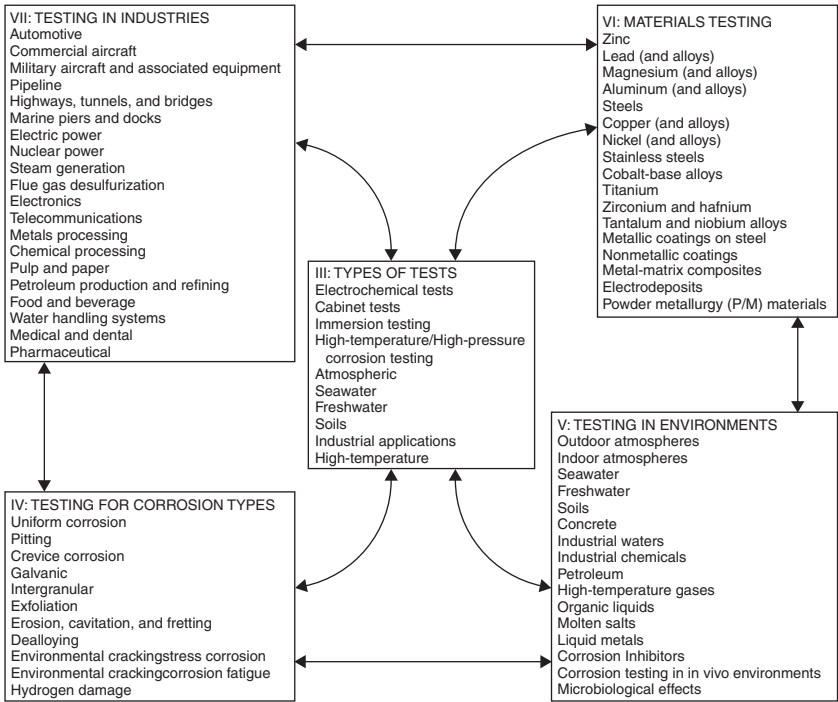 VII: TESTING IN INDUSTRIES
Automotive
Commercial aircraft
Military aircraft and associated equipment
Pipeline
Highways, tunnels, and bridges
Marine piers and docks
Electric power
Nuclear power
Steam generation
Flue gas desulfurization
Electronics
Telecommunications
Metals processing
Chemical processing
Pulp and paper
Petroleum production and refining
Food and beverage
Water handling systems
Medical and dental
Pharmaceutical
VI: MATERIALS TESTING
Zinc
Lead (and alloys)
Magnesium (and alloys)
Aluminum (and alloys)
Steels
Copper (and alloys)
Nickel (and alloys)
Stainless steels
Cobalt-base alloys
Titanium
Zirconium and hafnium
Tantalum and niobium alloys
Metallic coatings on steel
Nonmetallic coatings
Metal-matrix composites
Electrodeposits
Powder metallurgy (P/M) materials
III: TYPES OF TESTS
Electrochemical tests
Cabinet tests
Immersion testing
High-temperature/High-pressure
corrosion testing
Atmospheric
Seawater
Freshwater
Soils
Industrial applications
High-temperature
IV: TESTING FOR CORROSION TYPES
Uniform corrosion
Pitting
Crevice corrosion
Galvanic
Intergranular
Exfoliation
Erosion, cavitation, and fretting
Dealloying
Environmental crackingstress corrosion
Environmental crackingcorrosion fatigue
Hydrogen damage
V: TESTING IN ENVIRONMENTS
Outdoor atmospheres
Indoor atmospheres
Seawater
Freshwater
Soils
Concrete
Industrial waters
Industrial chemicals
Petroleum
High-temperature gases
Organic liquids
Molten salts
Liquid metals
Corrosion Inhibitors
Corrosion testing in in vivo environments
Microbiological effects